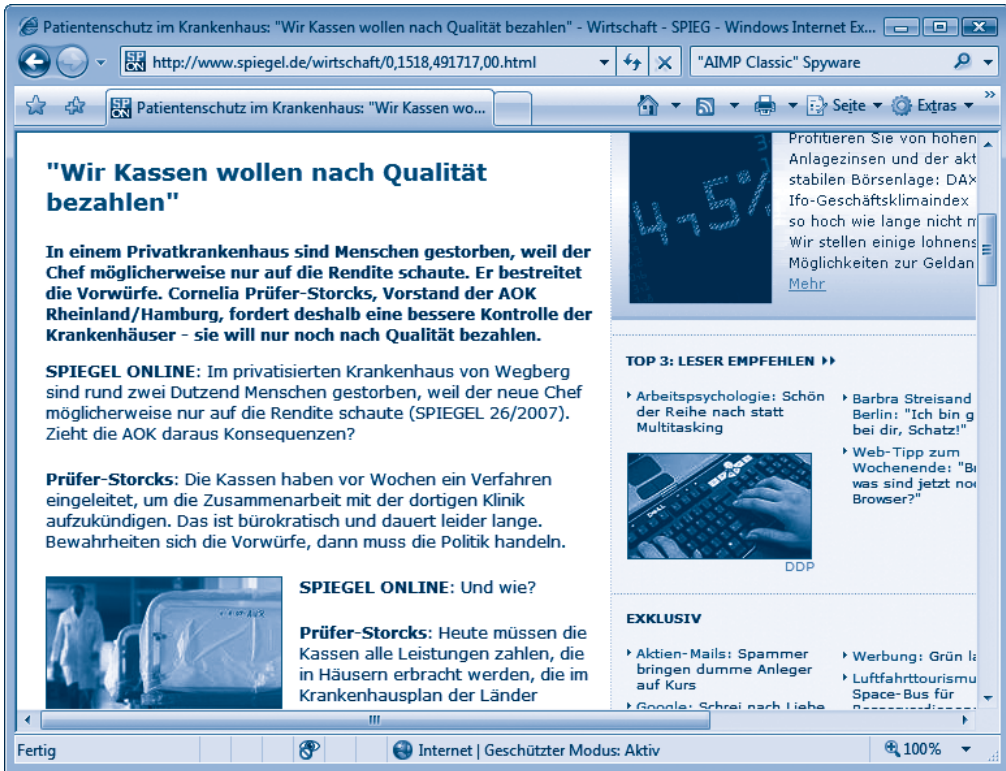 Patientenschutz im Krankenhaus: "Wir Kassen wollen nach Qualität bezahlen" - Wirtschaft - SPIEG - Windows Internet Ex...
SP ON http://www.spiegel.de/wirtschaft/0,1518,491717,00.html
"AIMP Classic" Spyware
SP ON Patientenschutz im Krankenhaus: "Wir Kassen wo...
Seite Extras
"Wir Kassen wollen nach Qualität
bezahlen"
In einem Privatkrankenhaus sind Menschen gestorben, weil der
Chef möglicherweise nur auf die Rendite schaute. Er bestreitet
die Vorwürfe. Cornelia Prüfer-Storcks, Vorstand der AOK
Rheinland/Hamburg, fordert deshalb eine bessere Kontrolle der
Krankenhäuser - sie will nur noch nach Qualität bezahlen.
SPIEGEL ONLINE: Im privatisierten Krankenhaus von Wegberg
sind rund zwei Dutzend Menschen gestorben, weil der neue Chef
möglicherweise nur auf die Rendite schaute (SPIEGEL 26/2007).
Zieht die AOK daraus Konsequenzen?
Prüfer-Storcks: Die Kassen haben vor Wochen ein Verfahren
eingeleitet, um die Zusammenarbeit mit der dortigen Klinik
aufzukündigen. Das ist bürokratisch und dauert leider lange.
Bewahrheiten sich die Vorwürfe, dann muss die Politik handeln.
SPIEGEL ONLINE: Und wie?
Prüfer-Storcks: Heute müssen die
Kassen alle Leistungen zahlen, die
in Häusern erbracht werden, die im
Krankenhausplan der Länder
4,5%
Profitieren Sie von hohen
Anlagezinsen und der akt
stabilen Börsenlage: DAX
Ifo-Geschäftsklimaindex
so hoch wie lange nicht
Wir stellen einige lohnens
Möglichkeiten zur Geldan
Mehr
TOP 3: LESER EMPFEHLEN
Arbeitspsychologie: Schön
der Reihe nach statt
Multitasking
DELL
DDP
Barbra Streisand
Berlin: "Ich bin g
bei dir, Schatz!"
Web-Tipp zum
Wochenende: "B
was sind jetzt no
Browser?"
EXKLUSIV
Aktien-Mails: Spammer
bringen dumme Anleger
auf Kurs
Google: Schrei nach Liebe
Werbung: Grün
Luftfahrttourismu
Space-Bus für
Fertig
Internet | Geschützter Modus: Aktiv
100%